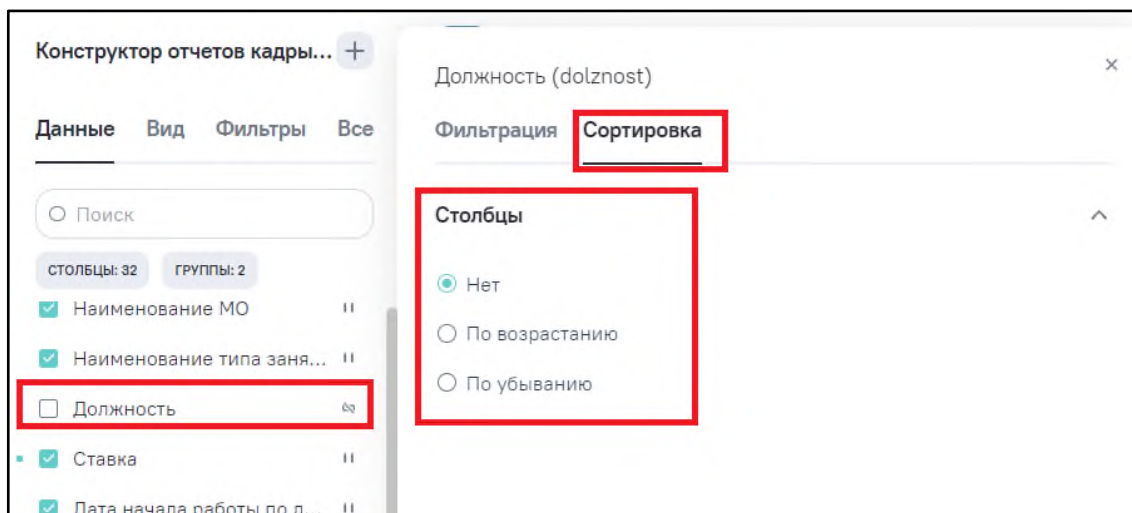 Конструктор отчетов кадры...
Данные Вид Фильтры Все
Поиск
СТОЛБЦЫ: 32 ГРУППЫ: 2
Наименование МО
Наименование типа заня...
Должность
Ставка
Дата начала работы по д...
Должность (dolznost)
Фильтрация Сортировка
Столбцы
Нет
По возрастанию
По убыванию